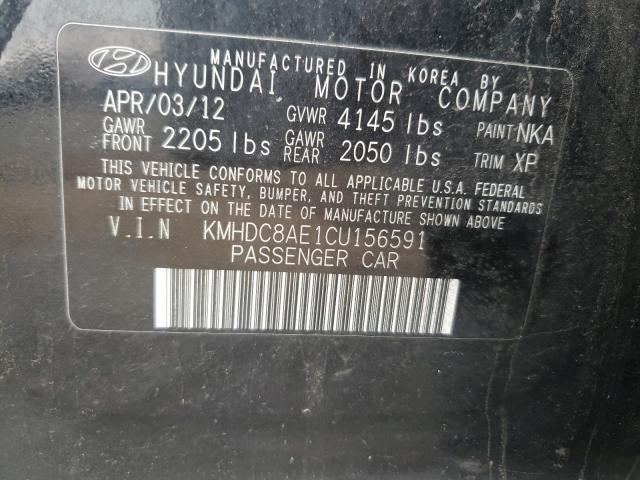 MANUFACTURED IN KOREA BY
HYUNDAI MOTOR COMPANY
APR/03/12 GVWR 4145 lbs PAINT NKA
GAWR FRONT 2205 lbs GAWR REAR 2050 lbs TRIM XP
THIS VEHICLE CONFORMS TO ALL APPLICABLE U.S.A. FEDERAL
MOTOR VEHICLE SAFETY, BUMPER, AND THEFT PREVENTION STANDARDS
IN EFFECT ON THE DATE OF MANUFACTURE SHOWN ABOVE
V.I.N KMHDC8AE1CU156591
PASSENGER CAR